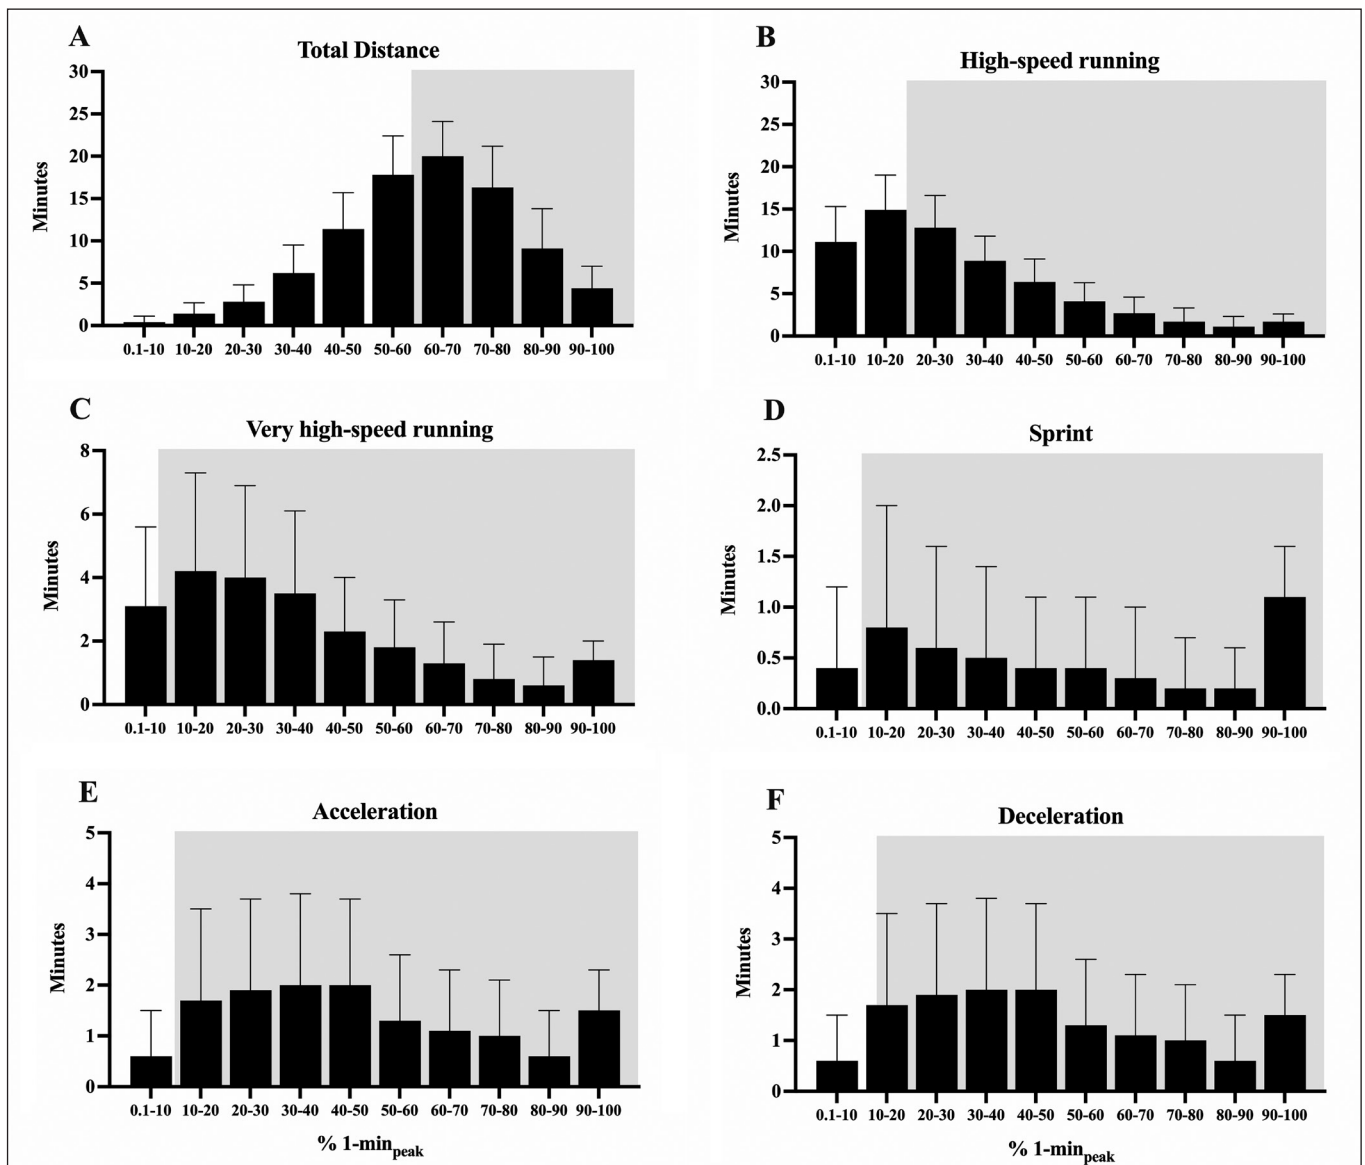 A
Total Distance
Minutes
30
25
20
15
10
5
0
0.1-10 10-20 20-30 30-40 40-50 50-60 60-70 70-80 80-90 90-100
B
High-speed running
Minutes
30
25
20
15
10
5
0
0.1-10 10-20 20-30 30-40 40-50 50-60 60-70 70-80 80-90 90-100
C
Very high-speed running
Minutes
8
6
4
2
0
0.1-10 10-20 20-30 30-40 40-50 50-60 60-70 70-80 80-90 90-100
D
Sprint
Minutes
2.5
2.0
1.5
1.0
0.5
0.0
0.1-10 10-20 20-30 30-40 40-50 50-60 60-70 70-80 80-90 90-100
E
Acceleration
Minutes
5
4
3
2
1
0
0.1-10 10-20 20-30 30-40 40-50 50-60 60-70 70-80 80-90 90-100
% 1-min peak
F
Deceleration
Minutes
5
4
3
2
1
0
0.1-10 10-20 20-30 30-40 40-50 50-60 60-70 70-80 80-90 90-100
% 1-min peak